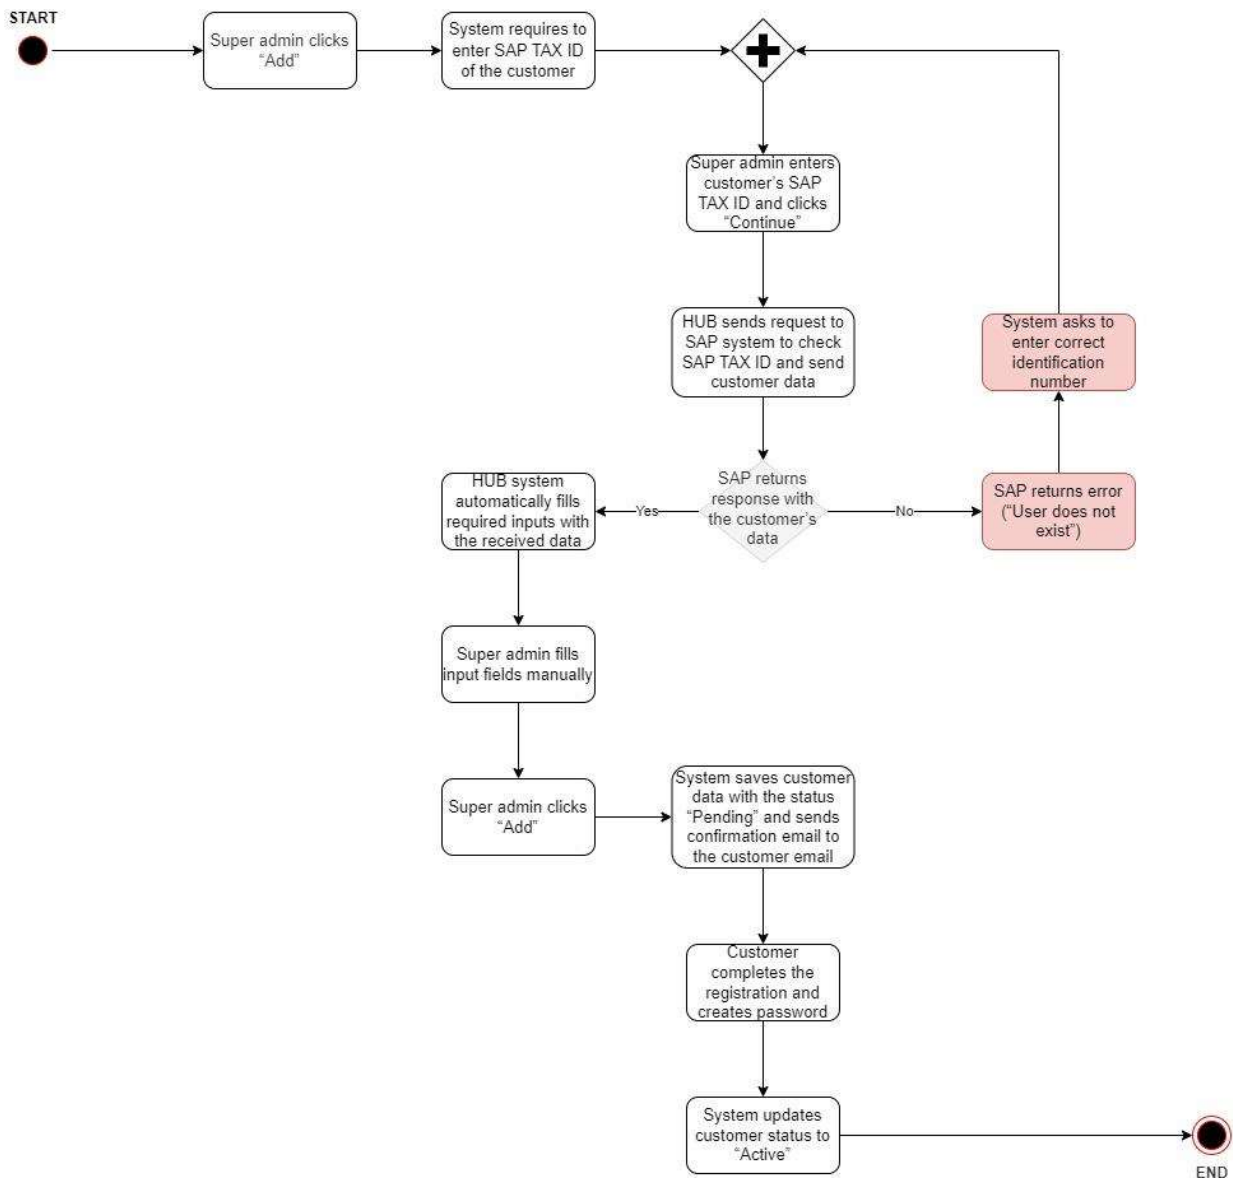 START
Super admin clicks
“Add”
System requires to
enter SAP TAX ID
of the customer
Super admin enters
customer’s SAP
TAX ID and clicks
“Continue”
HUB sends request to
SAP system to check
SAP TAX ID and send
customer data
System asks to
enter correct
identification
number
HUB system
automatically fills
required inputs with
the received data
Yes
SAP returns
response with
the customer’s
data
No
SAP returns error
(“User does not
exist”)
Super admin fills
input fields manually
Super admin clicks
“Add”
System saves customer
data with the status
“Pending” and sends
confirmation email to
the customer email
Customer
completes the
registration and
creates password
System updates
customer status to
“Active”
END